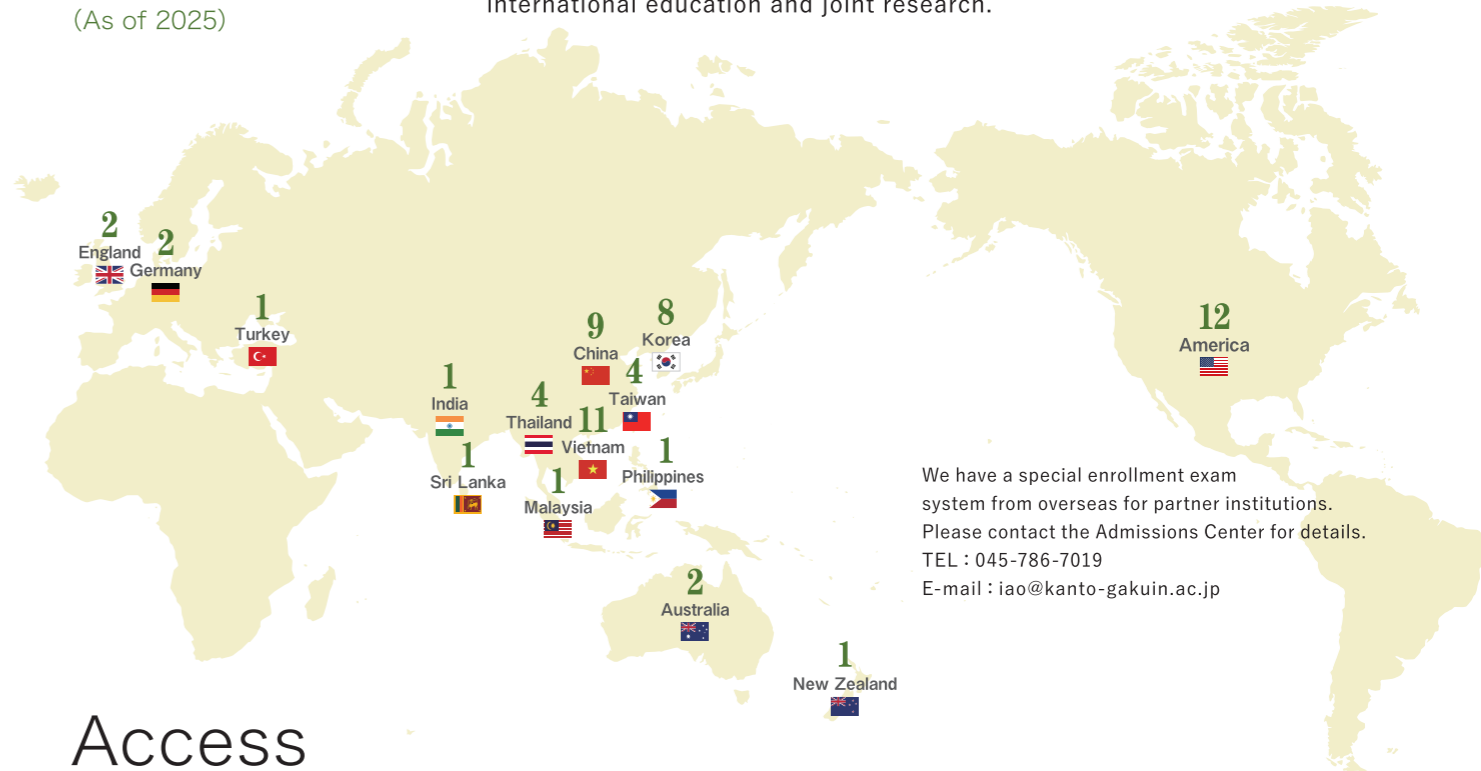 (As of 2025)
international education and joint research.
2
England
2
Germany
1
Turkey
9
China
8
Korea
12
America
1
India
4
Thailand
4
Taiwan
11
Vietnam
1
Sri Lanka
1
Malaysia
1
Philippines
We have a special enrollment exam
system from overseas for partner institutions.
Please contact the Admissions Center for details.
TEL：045-786-7019
E-mail：iao@kanto-gakuin.ac.jp
2
Australia
1
New Zealand
Access